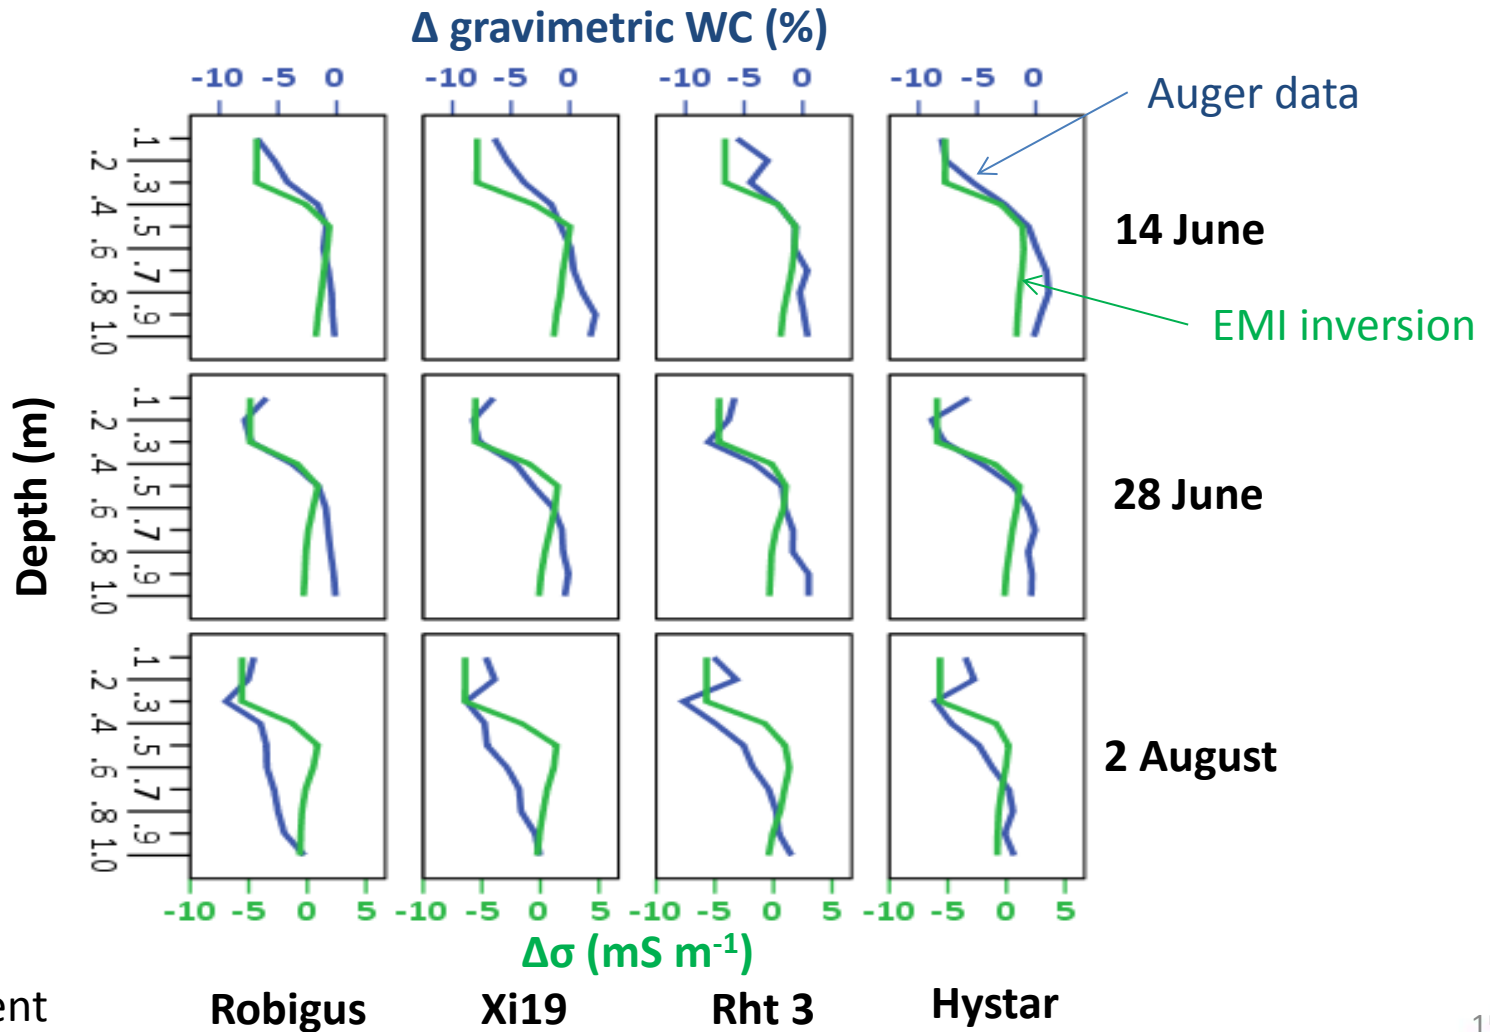 Δ gravimetric WC (%)
-10 -5 0 -10 -5 0 -10 -5 0 -10 -5 0
Auger data
.1 .2 .3 .4 .5 .6 .7 .8 .9 1.0
14 June
EMI inversion
Depth (m)
.1 .2 .3 .4 .5 .6 .7 .8 .9 1.0
28 June
.1 .2 .3 .4 .5 .6 .7 .8 .9 1.0
2 August
-10 -5 0 5 -10 -5 0 5 -10 -5 0 5 -10 -5 0 5
Δσ (mS m-1)
ent Robigus Xi19 Rht 3 Hystar